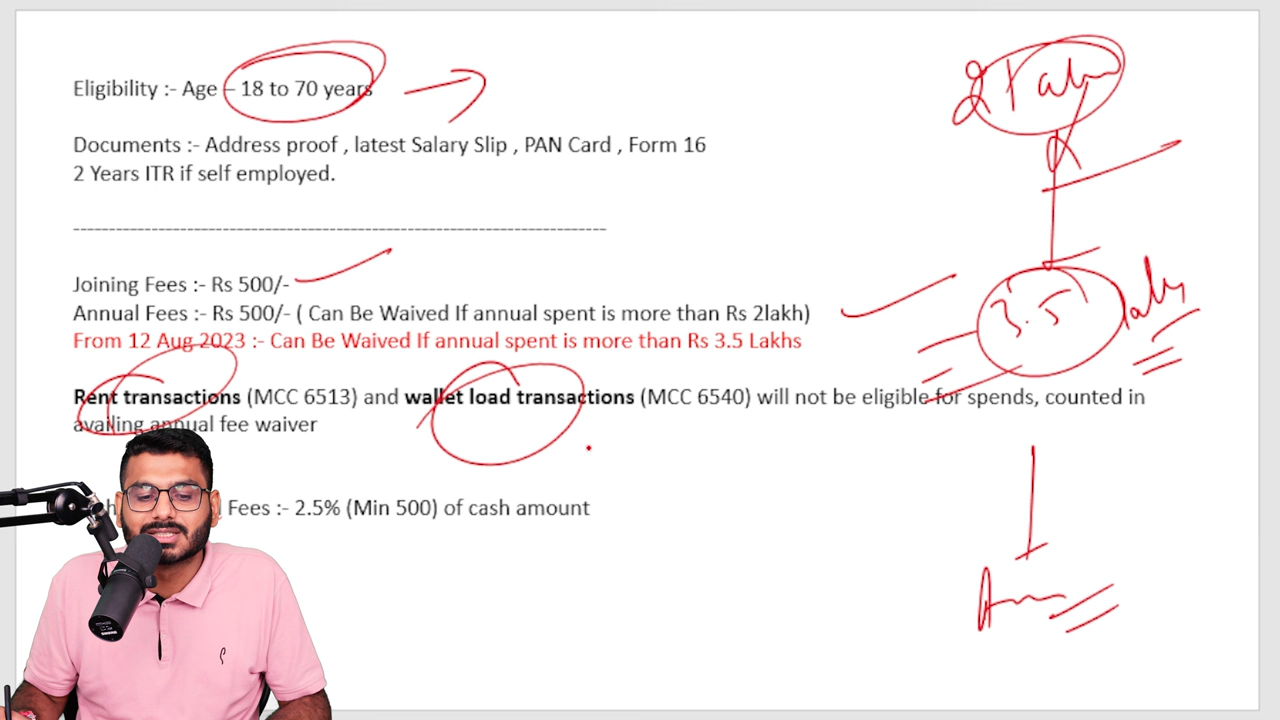 Eligibility :- Age – 18 to 70 years
2 lakh
Documents :- Address proof , latest Salary Slip , PAN Card , Form 16
2 Years ITR if self employed.
--------------------------------------------------------------------------
Joining Fees :- Rs 500/-
Annual Fees :- Rs 500/- ( Can Be Waived If annual spent is more than Rs 2lakh)
3.5 lakh
From 12 Aug 2023 :- Can Be Waived If annual spent is more than Rs 3.5 Lakhs
Rent transactions (MCC 6513) and wallet load transactions (MCC 6540) will not be eligible for spends, counted in
availing annual fee waiver
Fees :- 2.5% (Min 500) of cash amount